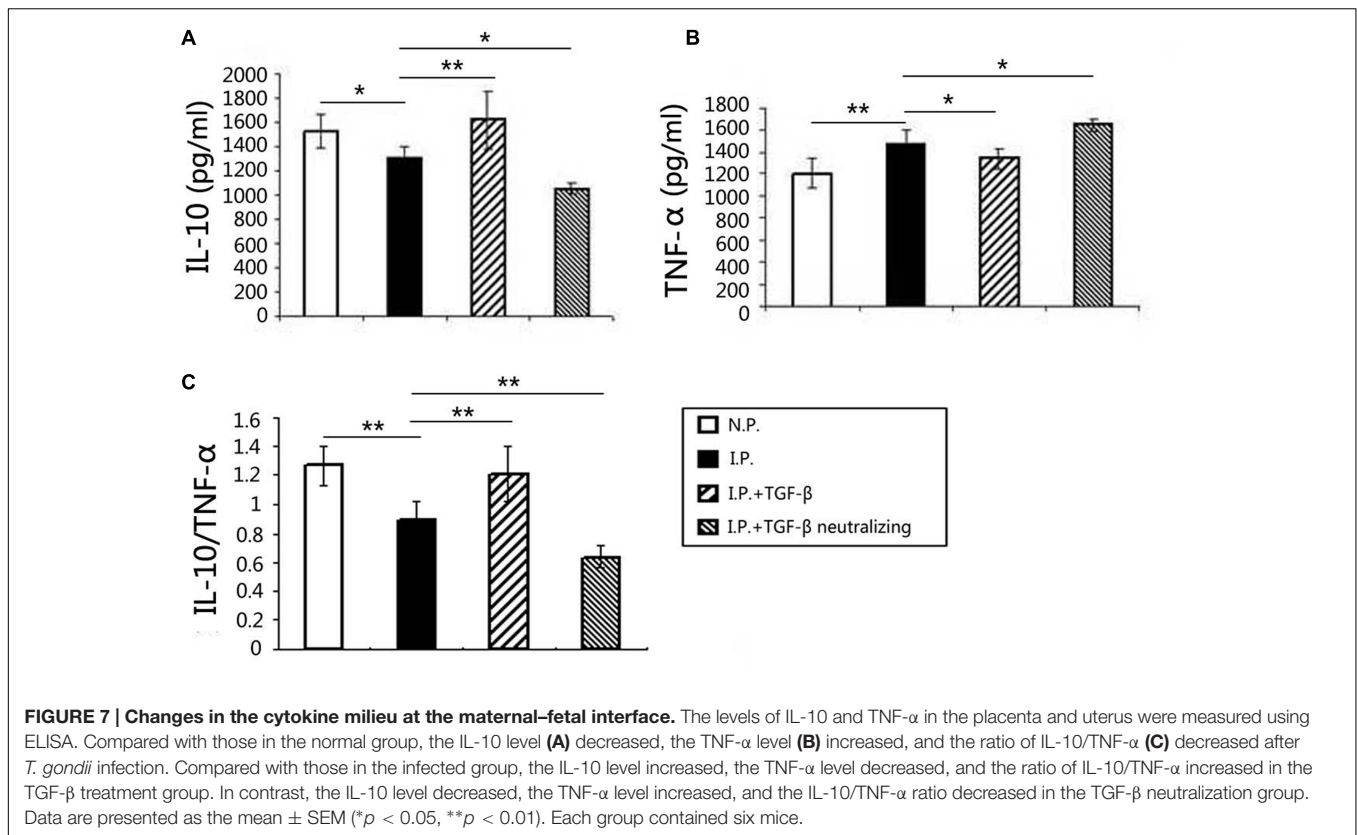 A
*
**
*
IL-10 (pg/ml)
2000
1800
1600
1400
1200
1000
800
600
400
200
0
B
*
*
**
TNF-α (pg/ml)
1800
1600
1400
1200
1000
800
600
400
200
0
C
**
**
**
IL-10/TNF-α
1.6
1.4
1.2
1
0.8
0.6
0.4
0.2
0
N.P.
I.P.
I.P.+TGF-β
I.P.+TGF-β neutralizing
FIGURE 7 | Changes in the cytokine milieu at the maternal–fetal interface. The levels of IL-10 and TNF-α in the placenta and uterus were measured using
ELISA. Compared with those in the normal group, the IL-10 level (A) decreased, the TNF-α level (B) increased, and the ratio of IL-10/TNF-α (C) decreased after
T. gondii infection. Compared with those in the infected group, the IL-10 level increased, the TNF-α level decreased, and the ratio of IL-10/TNF-α increased in the
TGF-β treatment group. In contrast, the IL-10 level decreased, the TNF-α level increased, and the IL-10/TNF-α ratio decreased in the TGF-β neutralization group.
Data are presented as the mean ± SEM (*p < 0.05, **p < 0.01). Each group contained six mice.